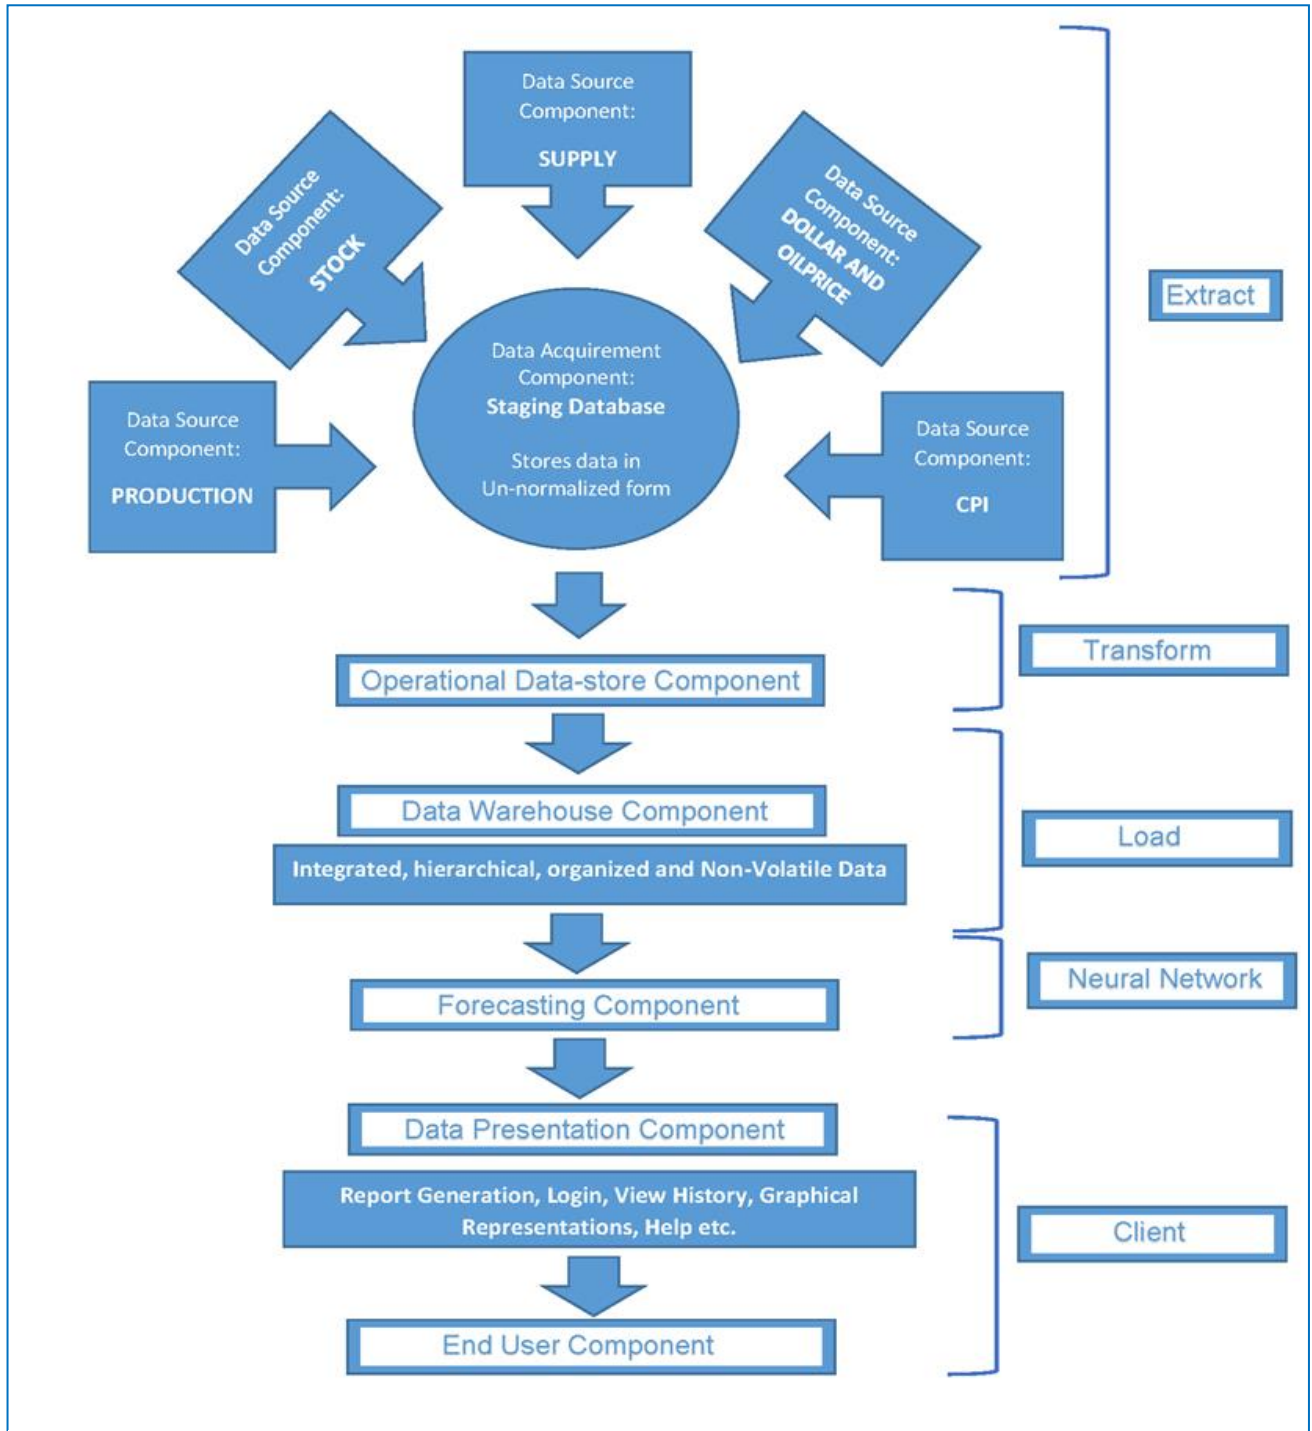 Data Source
Component:
SUPPLY
Data Source
Component:
STOCK
Data Source
Component:
DOLLAR AND
OILPRICE
Extract
Data Acquirement
Component:
Staging Database
Stores data in
Un-normalized form
Data Source
Component:
PRODUCTION
Data Source
Component:
CPI
Transform
Operational Data-store Component
Data Warehouse Component
Load
Integrated, hierarchical, organized and Non-Volatile Data
Neural Network
Forecasting Component
Data Presentation Component
Report Generation, Login, View History, Graphical
Representations, Help etc.
Client
End User Component